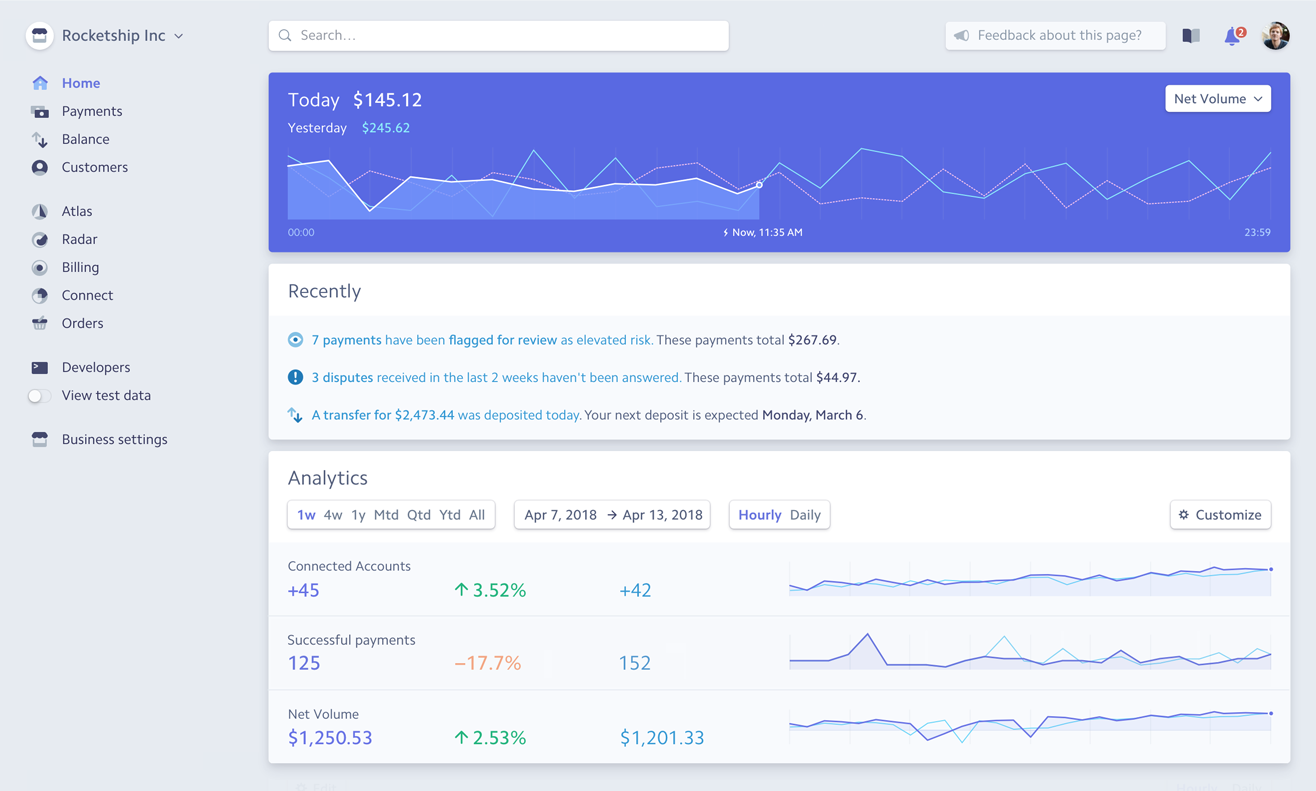 Rocketship Inc
Search…
Feedback about this page?
2
Home
Payments
Balance
Customers
Atlas
Radar
Billing
Connect
Orders
Developers
View test data
Business settings
Today $145.12
Net Volume
Yesterday $245.62
00:00
Now, 11:35 AM
23:59
Recently
7 payments have been flagged for review as elevated risk. These payments total $267.69.
3 disputes received in the last 2 weeks haven't been answered. These payments total $44.97.
A transfer for $2,473.44 was deposited today. Your next deposit is expected Monday, March 6.
Analytics
1w 4w 1y Mtd Qtd Ytd All
Apr 7, 2018 → Apr 13, 2018
Hourly Daily
Customize
Connected Accounts
+45 ↑ 3.52% +42
Successful payments
125 –17.7% 152
Net Volume
$1,250.53 ↑ 2.53% $1,201.33